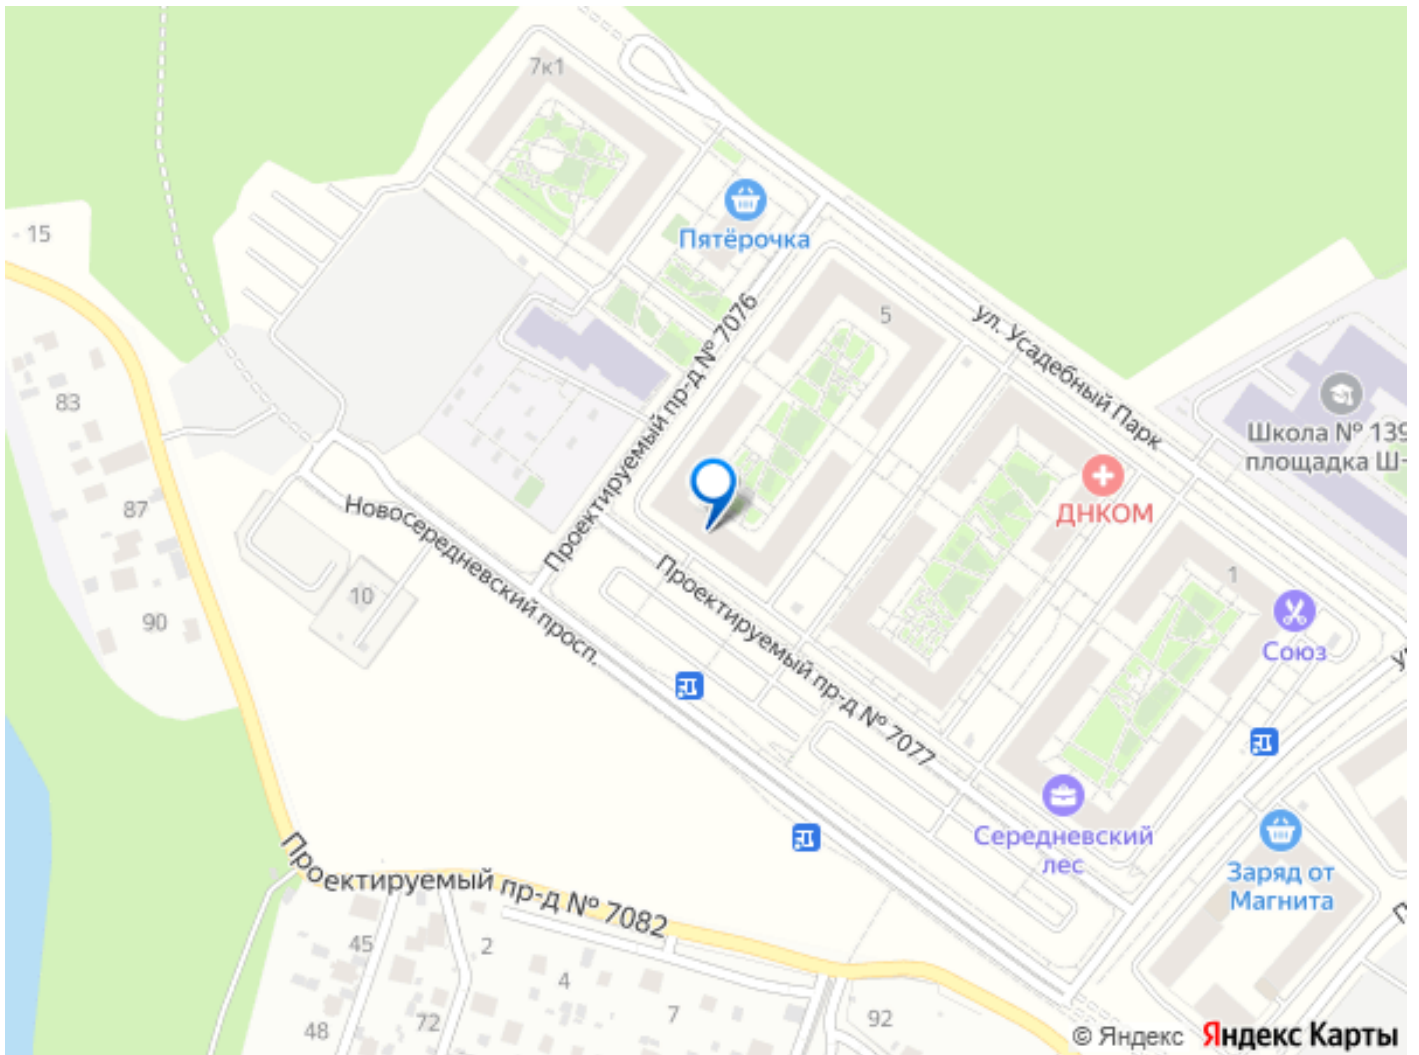 7к1
15
Пятёрочка
5
Проектируемый пр-д № 7076
ул. Усадебный Парк
83
Школа № 139
площадка Ш-
ДНКОМ
87
Новосередневский просп.
Проектируемый пр-д № 7077
10
1
90
Союз
Середневский
лес
Заряд от
Магнита
Проектируемый пр-д № 7082
45
2
4
7
48
72
92
© Яндекс Яндекс Карты